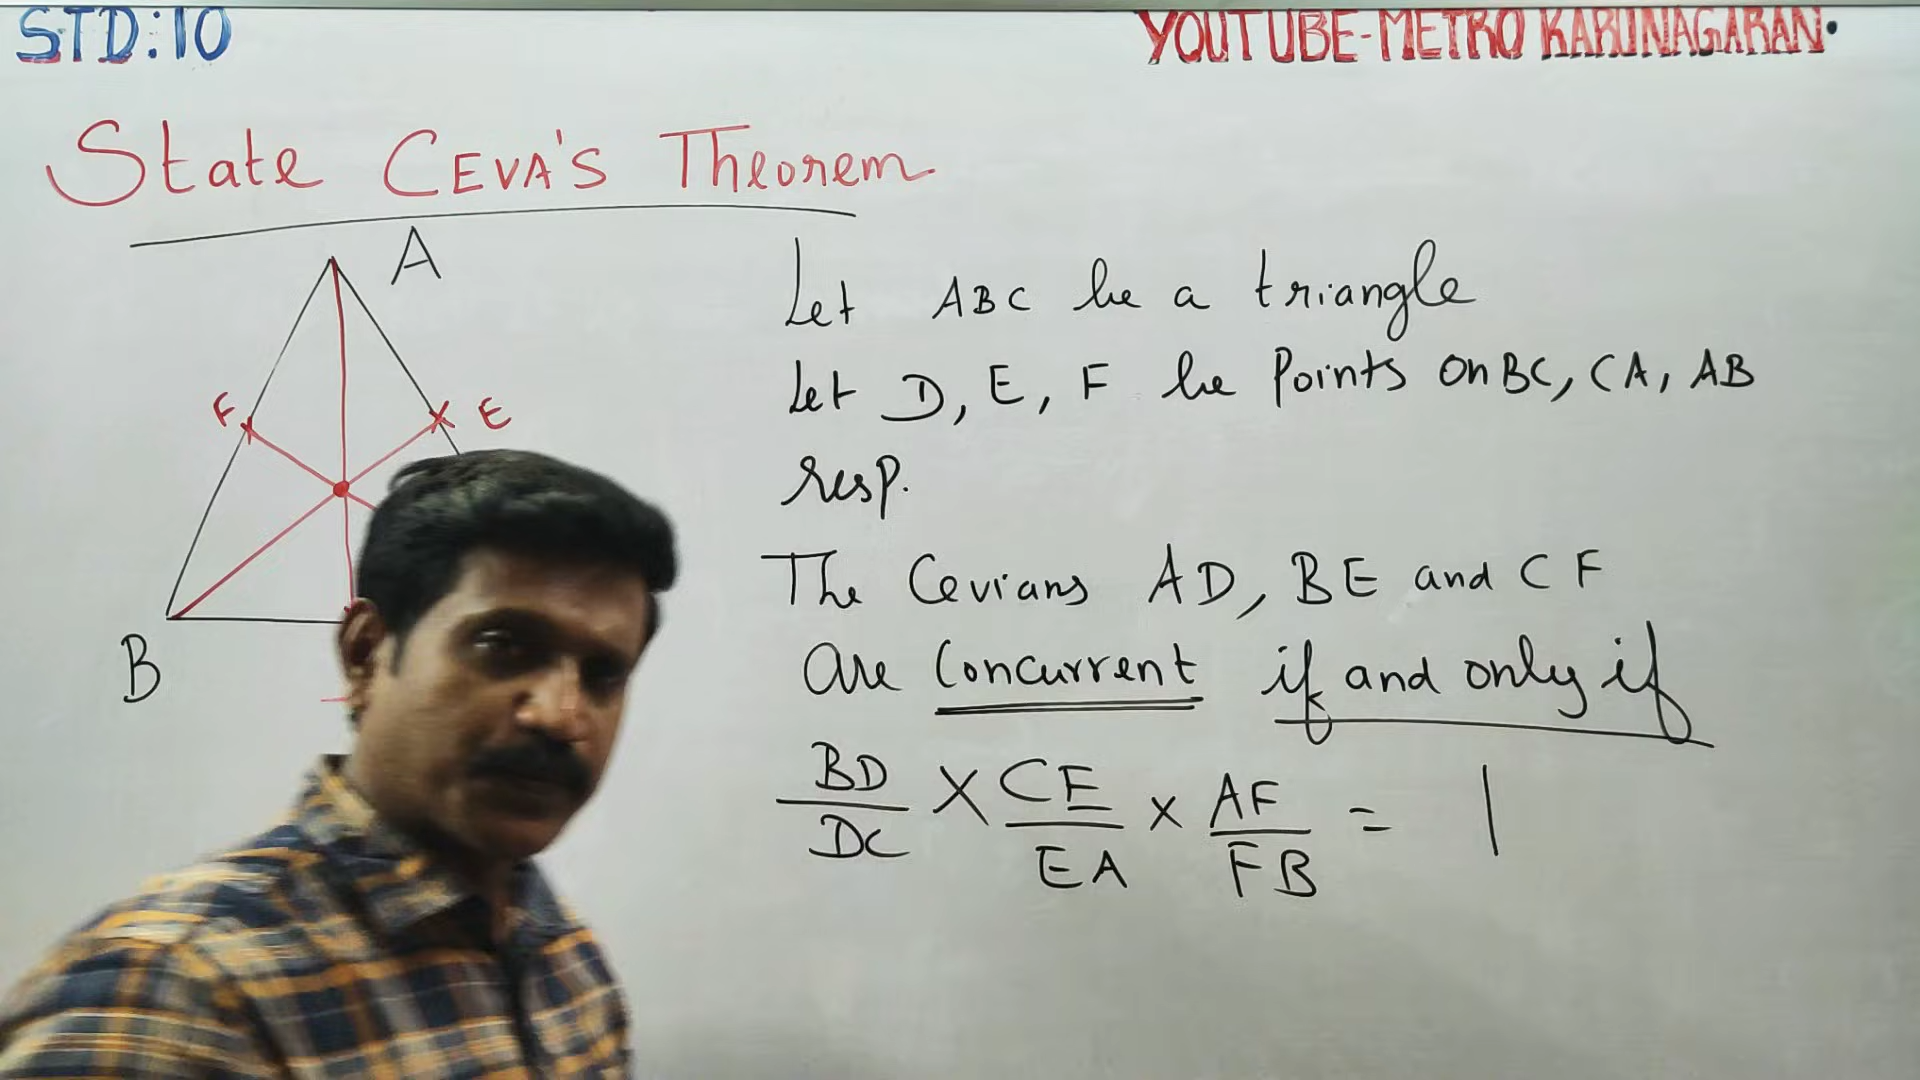 STD:10
YOUTUBE-METRO KARUNAGARAN.
State CEVA'S Theorem
A
F
E
B
Let ABC be a triangle
Let D, E, F be Points on BC, CA, AB
resp.
The Cevians AD, BE and CF
are Concurrent if and only if
BD/DC × CE/EA × AF/FB = 1